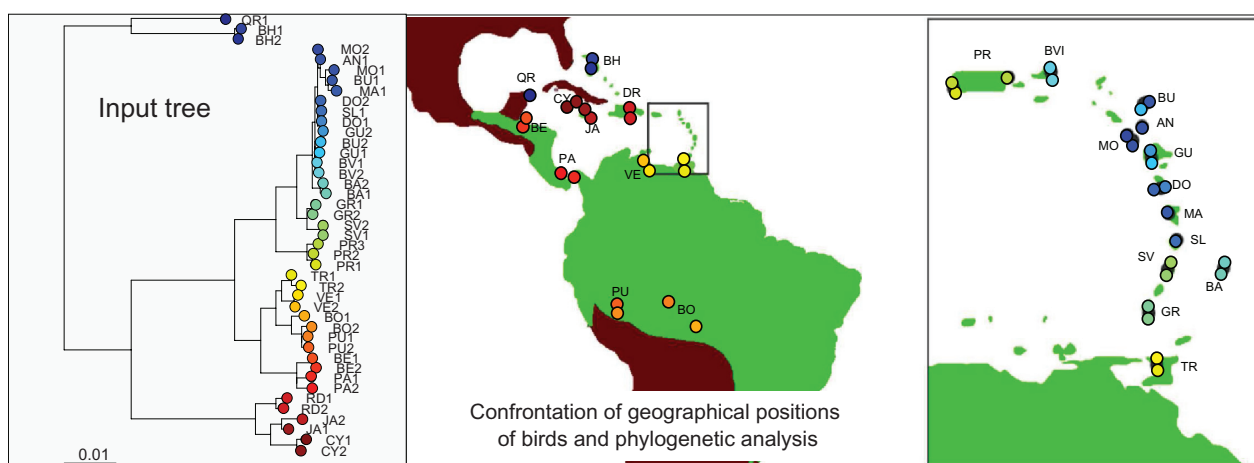 QR1
BH1
BH2
MO2
AN1
MO1
BU1
MA1
DO2
SL1
DO1
GU2
BU2
GU1
BV1
BV2
BA2
BA1
GR1
GR2
SV2
SV1
PR3
PR2
PR1
TR1
TR2
VE1
VE2
BO1
BO2
PU1
PU2
BE1
BE2
PA1
PA2
RD1
RD2
JA2
JA1
CY1
CY2
Input tree
0.01
BH
QR
CY
DR
BE
JA
PA
VE
PU
BO
Confrontation of geographical positions
of birds and phylogenetic analysis
PR
BVI
BU
AN
MO
GU
DO
MA
SL
SV
BA
GR
TR